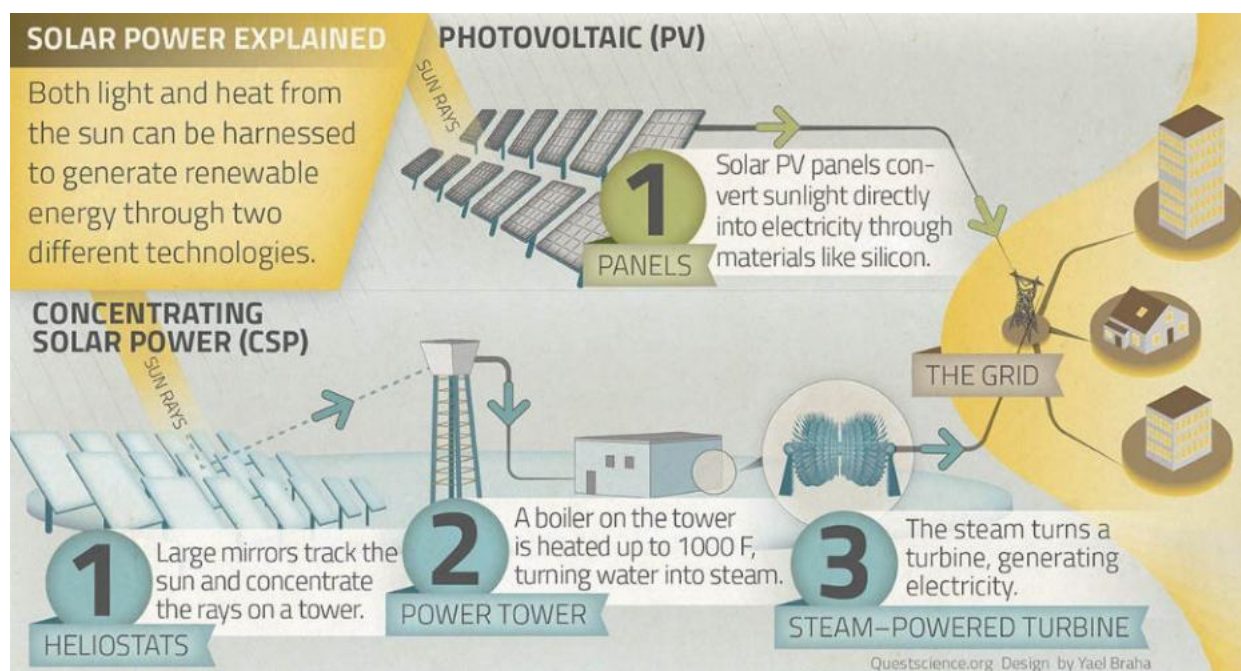 SOLAR POWER EXPLAINED
Both light and heat from
the sun can be harnessed
to generate renewable
energy through two
different technologies.
PHOTOVOLTAIC (PV)
SUN RAYS
1
PANELS
Solar PV panels con-
vert sunlight directly
into electricity through
materials like silicon.
THE GRID
CONCENTRATING
SOLAR POWER (CSP)
SUN RAYS
1
HELIOSTATS
Large mirrors track the
sun and concentrate
the rays on a tower.
2
POWER TOWER
A boiler on the tower
is heated up to 1000 F,
turning water into steam.
3
STEAM–POWERED TURBINE
The steam turns a
turbine, generating
electricity.
Questscience.org Design by Yael Braha